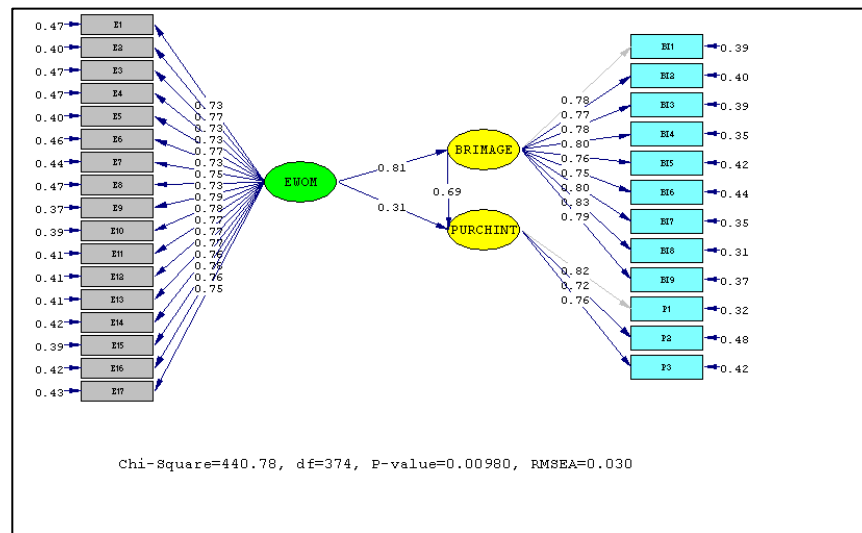 0.47 E1
0.40 E2
0.47 E3
0.47 E4
0.40 E5
0.46 E6
0.44 E7
0.47 E8
0.37 E9
0.39 E10
0.41 E11
0.41 E12
0.41 E13
0.42 E14
0.39 E15
0.42 E16
0.43 E17
0.73
0.77
0.73
0.73
0.77
0.73
0.75
0.73
0.79
0.78
0.77
0.77
0.77
0.76
0.78
0.76
0.75
EWOM
0.81
0.31
BRIMAGE
0.69
PURCHINT
0.78
0.77
0.78
0.80
0.76
0.75
0.80
0.83
0.79
0.82
0.72
0.76
BI1 0.39
BI2 0.40
BI3 0.39
BI4 0.35
BI5 0.42
BI6 0.44
BI7 0.35
BI8 0.31
BI9 0.37
P1 0.32
P2 0.48
P3 0.42
Chi-Square=440.78, df=374, P-value=0.00980, RMSEA=0.030